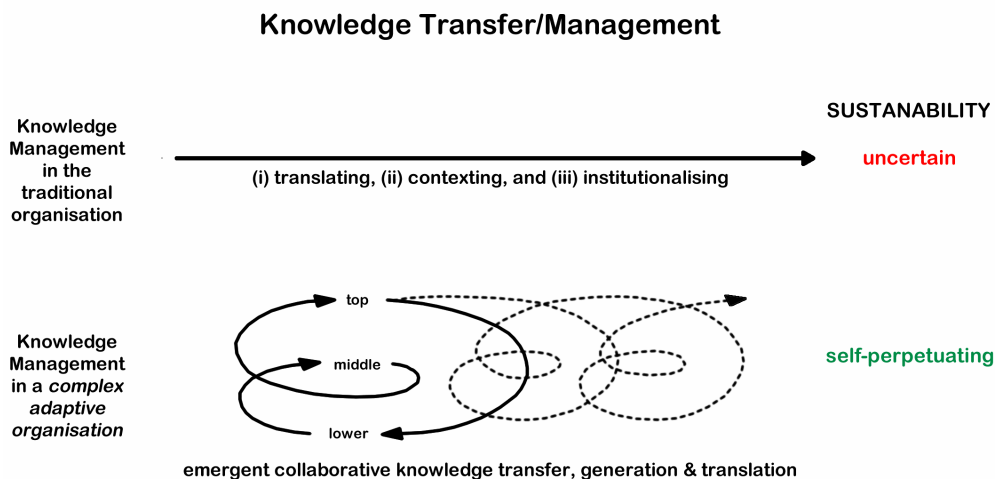 Knowledge Transfer/Management
SUSTANABILITY
Knowledge
Management
in the
traditional
organisation
uncertain
(i) translating, (ii) contexting, and (iii) institutionalising
top
middle
lower
Knowledge
Management
in a complex
adaptive
organisation
self-perpetuating
emergent collaborative knowledge transfer, generation & translation